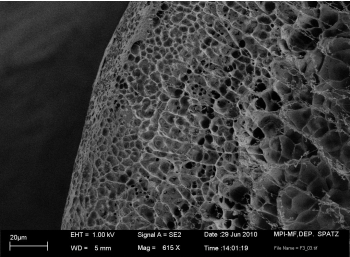 20µm
EHT = 1.00 kV Signal A = SE2 Date :29 Jun 2010 MPI-MF,DEP. SPATZ
WD = 5 mm Mag = 615 X Time :14:01:19 File Name = F3_03.tif